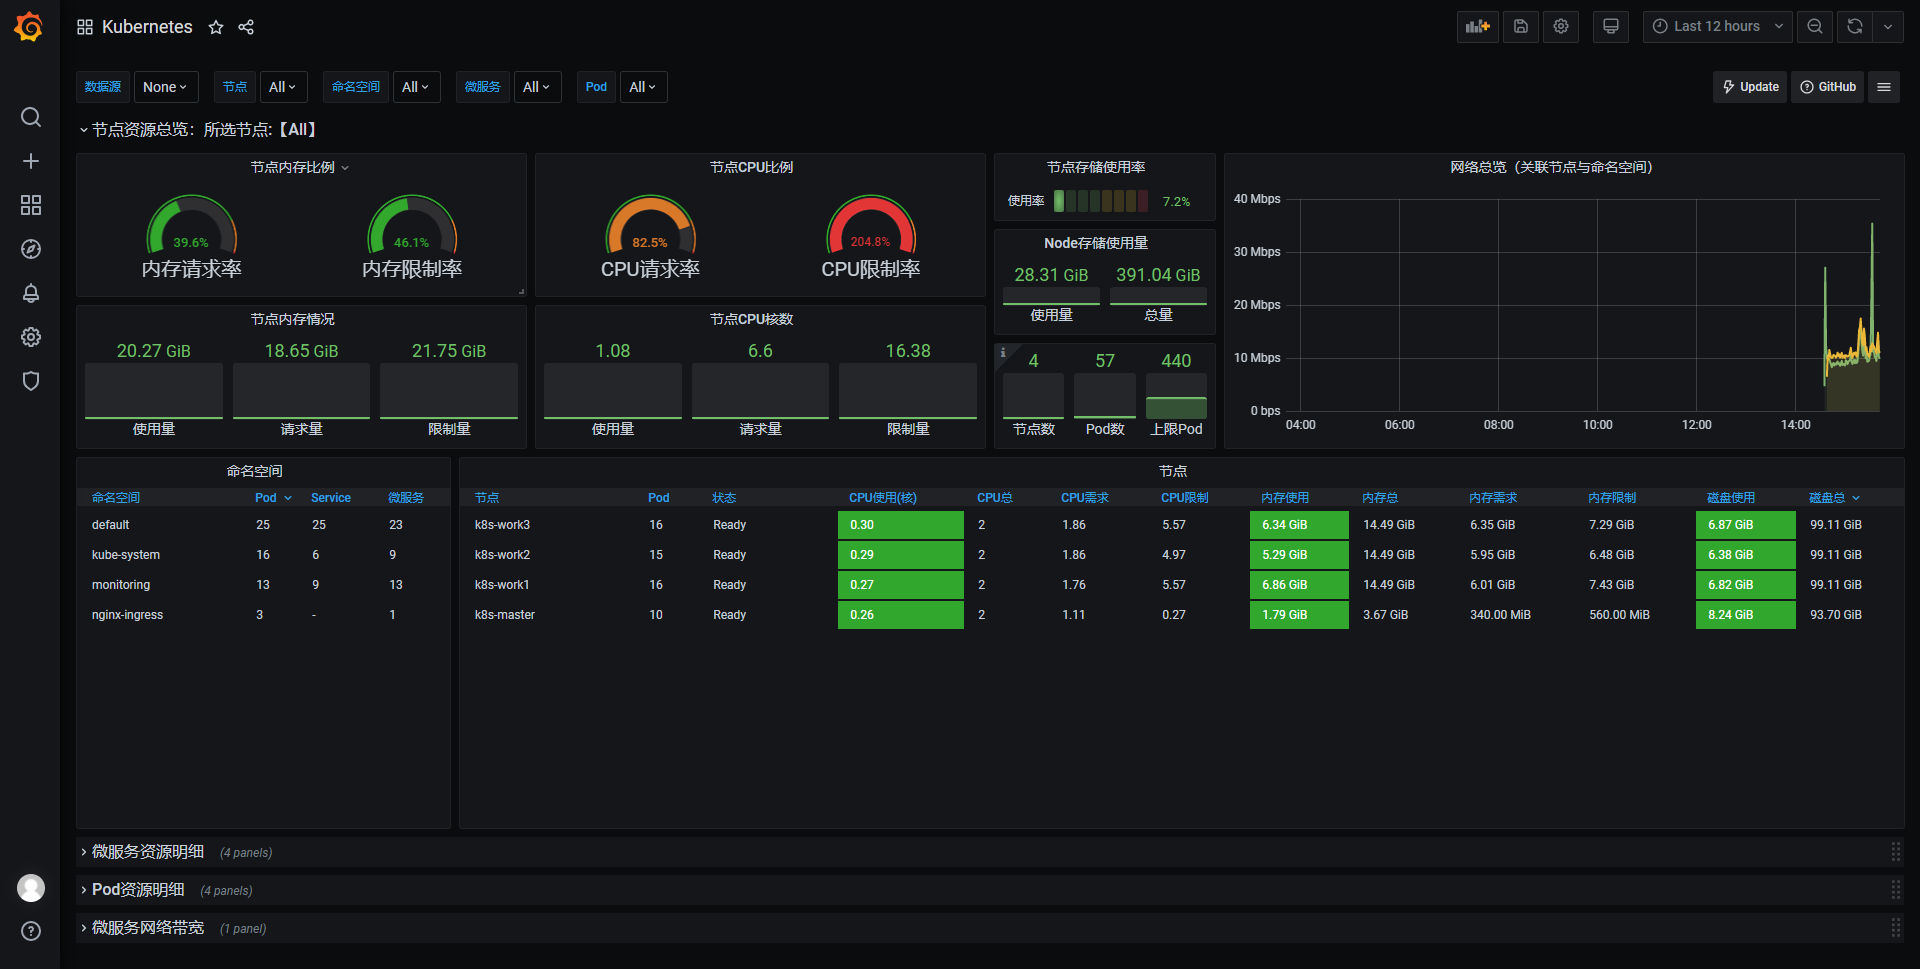 Kubernetes
Last 12 hours
数据源 None 节点 All 命名空间 All 微服务 All Pod All
Update GitHub
节点资源总览：所选节点:【All】
节点内存比例
39.6%
内存请求率
46.1%
内存限制率
节点CPU比例
82.5%
CPU请求率
204.8%
CPU限制率
节点存储使用率
使用率 7.2%
Node存储使用量
28.31 GiB 391.04 GiB
使用量 总量
网络总览（关联节点与命名空间）
40 Mbps
30 Mbps
20 Mbps
10 Mbps
0 bps
04:00 06:00 08:00 10:00 12:00 14:00
节点内存情况
20.27 GiB 18.65 GiB 21.75 GiB
使用量 请求量 限制量
节点CPU核数
1.08 6.6 16.38
使用量 请求量 限制量
i
4 57 440
节点数 Pod数 上限Pod
命名空间
命名空间 Pod Service 微服务
default 25 25 23
kube-system 16 6 9
monitoring 13 9 13
nginx-ingress 3 - 1
节点
节点 Pod 状态 CPU使用(核) CPU总 CPU需求 CPU限制 内存使用 内存总 内存需求 内存限制 磁盘使用 磁盘总
k8s-work3 16 Ready 0.30 2 1.86 5.57 6.34 GiB 14.49 GiB 6.35 GiB 7.29 GiB 6.87 GiB 99.11 GiB
k8s-work2 15 Ready 0.29 2 1.86 4.97 5.29 GiB 14.49 GiB 5.95 GiB 6.48 GiB 6.38 GiB 99.11 GiB
k8s-work1 16 Ready 0.27 2 1.76 5.57 6.86 GiB 14.49 GiB 6.01 GiB 7.43 GiB 6.82 GiB 99.11 GiB
k8s-master 10 Ready 0.26 2 1.11 0.27 1.79 GiB 3.67 GiB 340.00 MiB 560.00 MiB 8.24 GiB 93.70 GiB
微服务资源明细 (4 panels)
Pod资源明细 (4 panels)
微服务网络带宽 (1 panel)